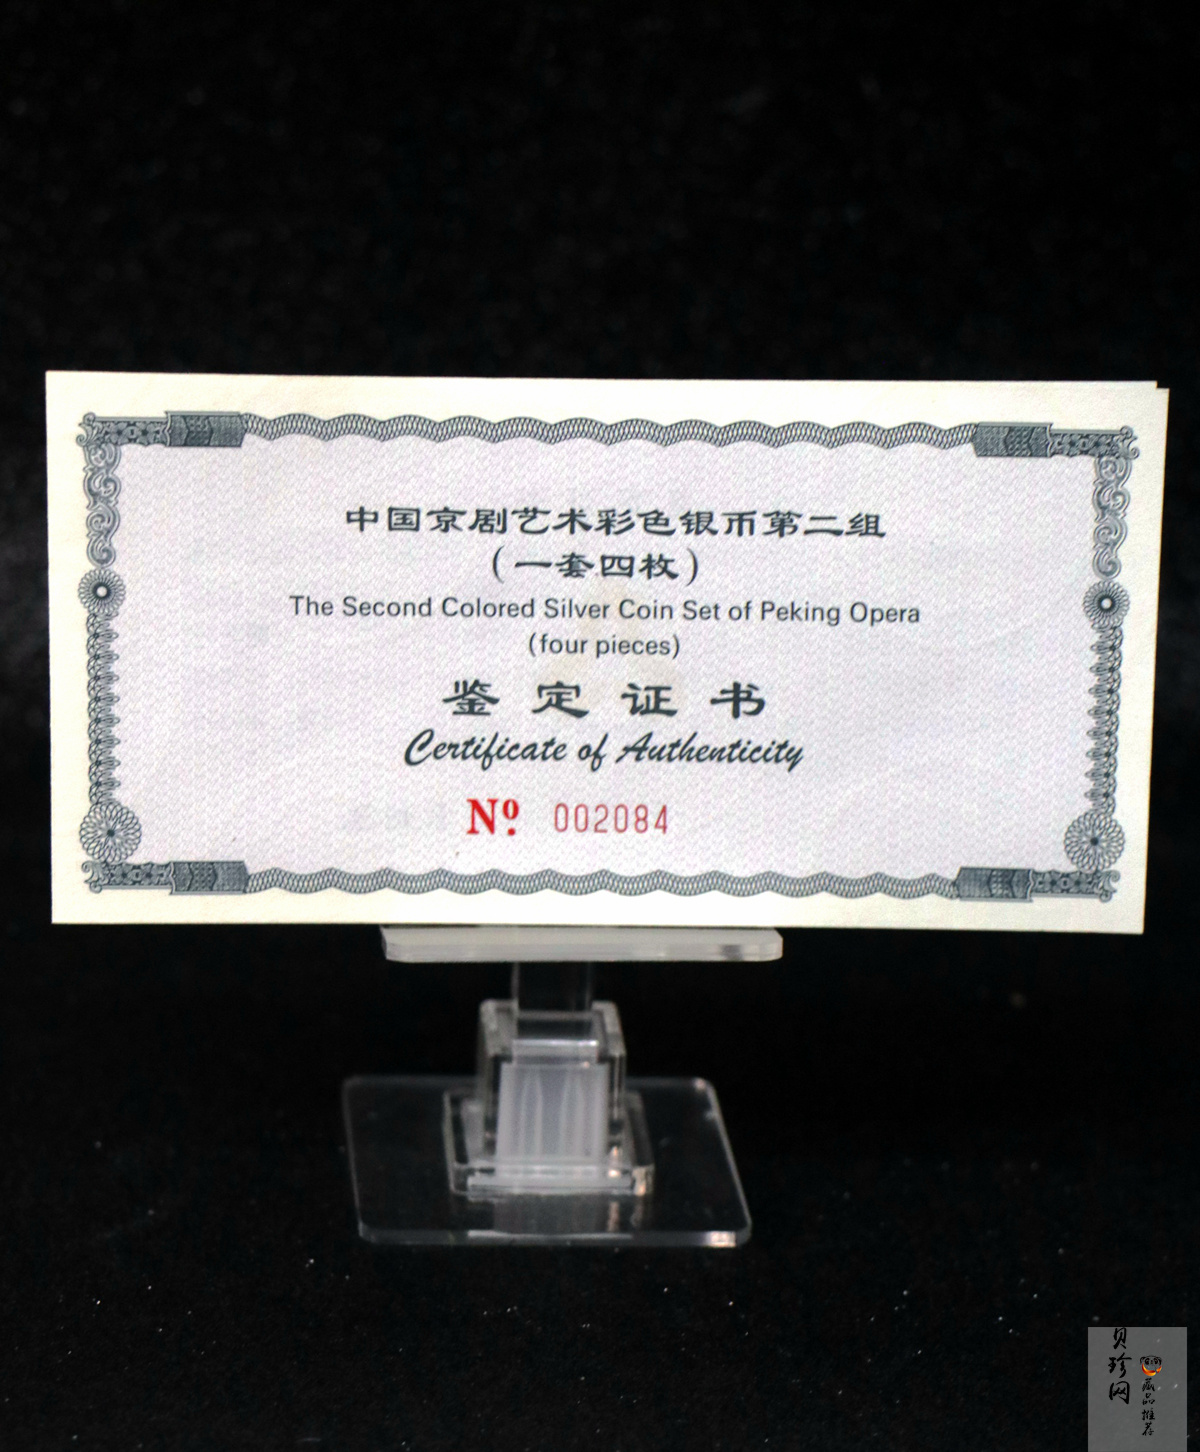 中国京剧艺术彩色银币第二组
(一套四枚)
The Second Colored Silver Coin Set of Peking Opera
(four pieces)
鉴定证书
Certificate of Authenticity
Nº. 002084
贝珍网
藏品推荐